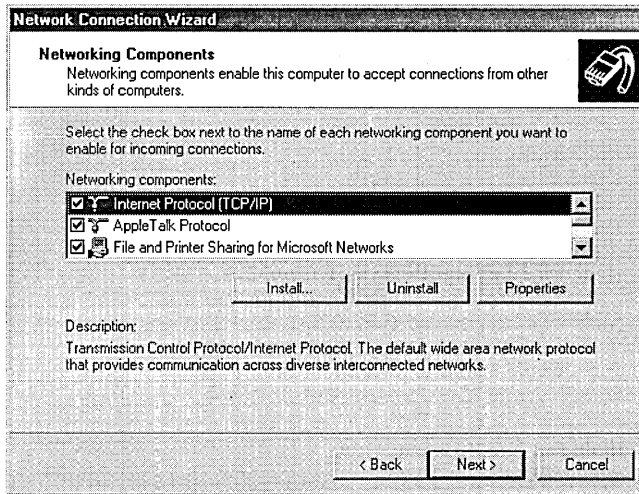 Network Connection Wizard
Networking Components
Networking components enable this computer to accept connections from other
kinds of computers.
Select the check box next to the name of each networking component you want to
enable for incoming connections.
Networking components:
Internet Protocol (TCP/IP)
AppleTalk Protocol
File and Printer Sharing for Microsoft Networks
Install...
Uninstall
Properties
Description:
Transmission Control Protocol/Internet Protocol. The default wide area network protocol
that provides communication across diverse interconnected networks.
< Back
Next >
Cancel